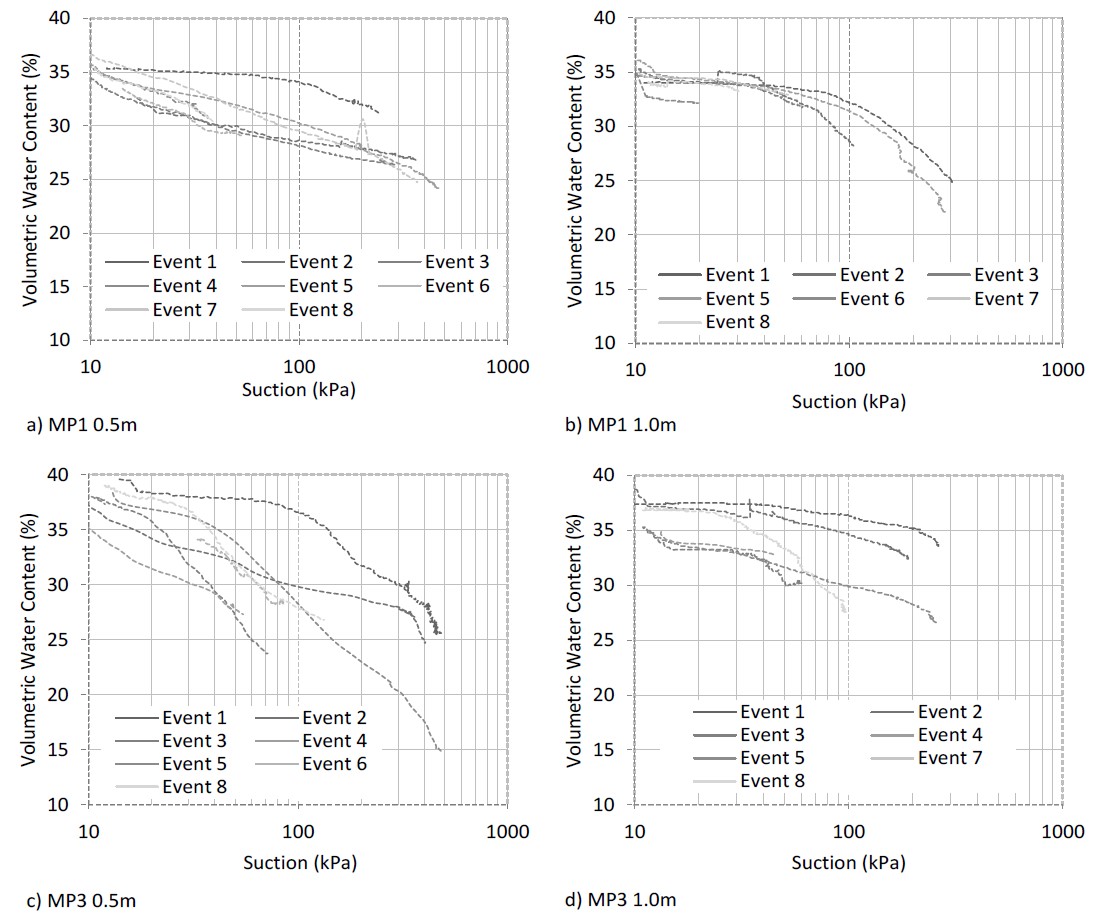 40
35
30
25
20
15
10
Volumetric Water Content (%)
Event 1 Event 2 Event 3
Event 4 Event 5 Event 6
Event 7 Event 8
10 100 1000
Suction (kPa)
a) MP1 0.5m
40
35
30
25
20
15
10
Volumetric Water Content (%)
Event 1 Event 2 Event 3
Event 5 Event 6 Event 7
Event 8
10 100 1000
Suction (kPa)
b) MP1 1.0m
40
35
30
25
20
15
10
Volumetric Water Content (%)
Event 1 Event 2
Event 3 Event 4
Event 5 Event 6
Event 8
10 100 1000
Suction (kPa)
c) MP3 0.5m
40
35
30
25
20
15
10
Volumetric Water Content (%)
Event 1 Event 2
Event 3 Event 4
Event 5 Event 7
Event 8
10 100 1000
Suction (kPa)
d) MP3 1.0m